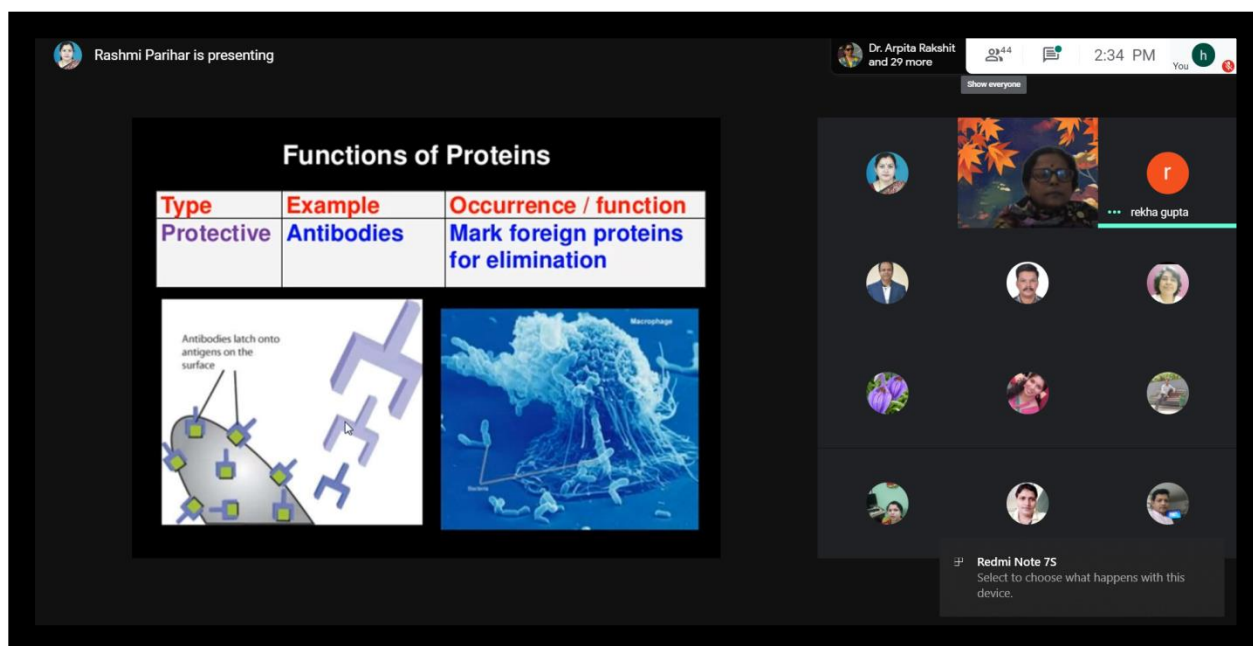 Rashmi Parihar is presenting
Dr. Arpita Rakshit
and 29 more
44
2:34 PM
You
h
Show everyone
Functions of Proteins
Type Example Occurrence / function
Protective Antibodies Mark foreign proteins
for elimination
Antibodies latch onto
antigens on the
surface
Macrophage
Bacteria
r
rekha gupta
Redmi Note 7S
Select to choose what happens with this
device.